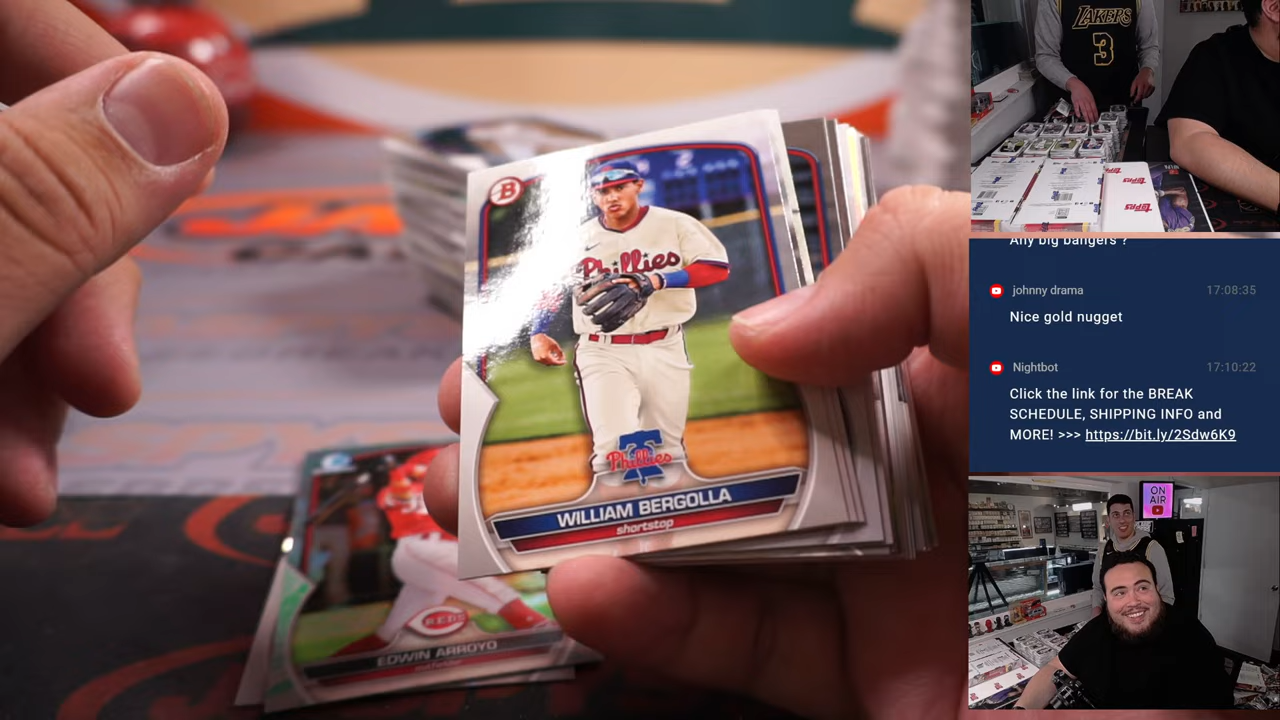 B
Phillies
Phillies
WILLIAM BERGOLLA
shortstop
REDS
EDWIN ARROYO
LAKERS
3
Topps
Topps
Any big bangers ?
johnny drama
17:08:35
Nice gold nugget
Nightbot
17:10:22
Click the link for the BREAK
SCHEDULE, SHIPPING INFO and
MORE! >>> https://bit.ly/2Sdw6K9
ON
AIR